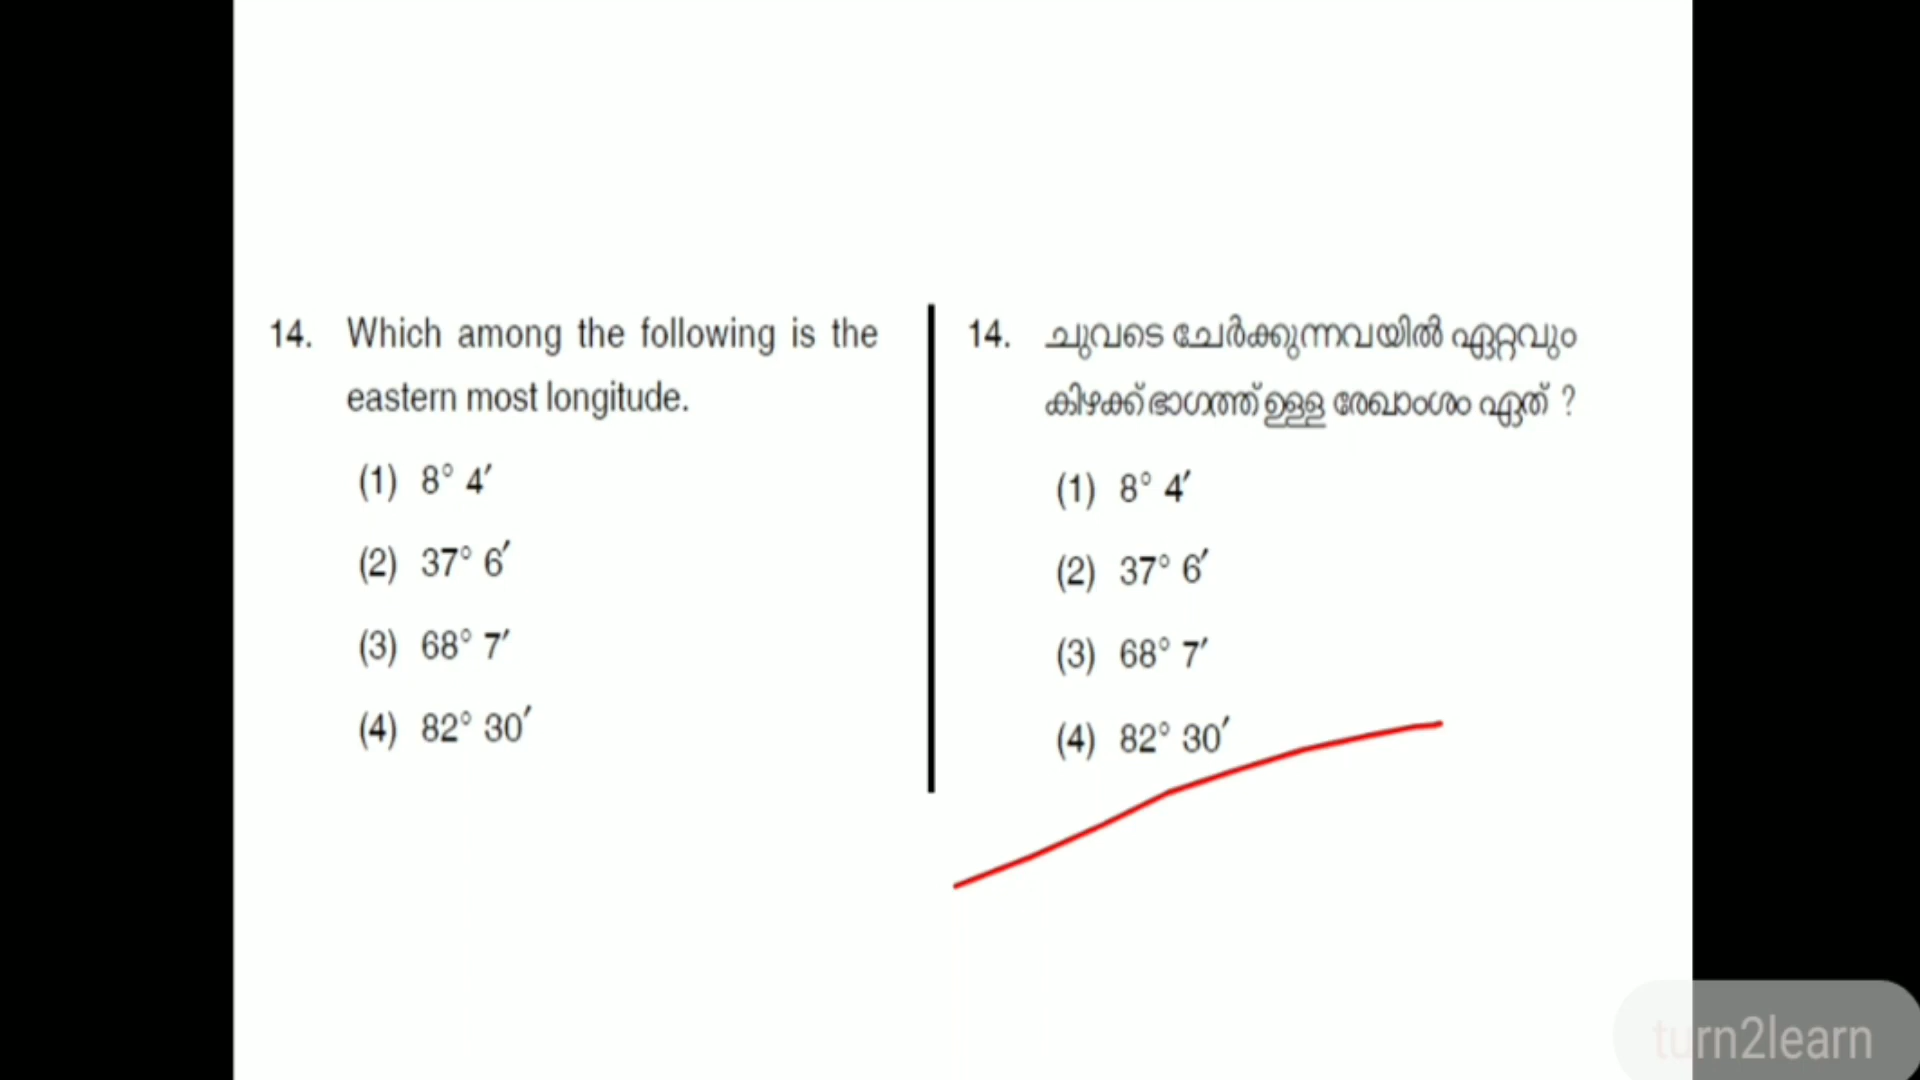 14. Which among the following is the
eastern most longitude.
(1) 8° 4′
(2) 37° 6′
(3) 68° 7′
(4) 82° 30′
14. ചുവടെ ചേർക്കുന്നവയിൽ ഏറ്റവും
കിഴക്ക് ഭാഗത്ത് ഉള്ള രേഖാംശം ഏത് ?
(1) 8° 4′
(2) 37° 6′
(3) 68° 7′
(4) 82° 30′
turn2learn